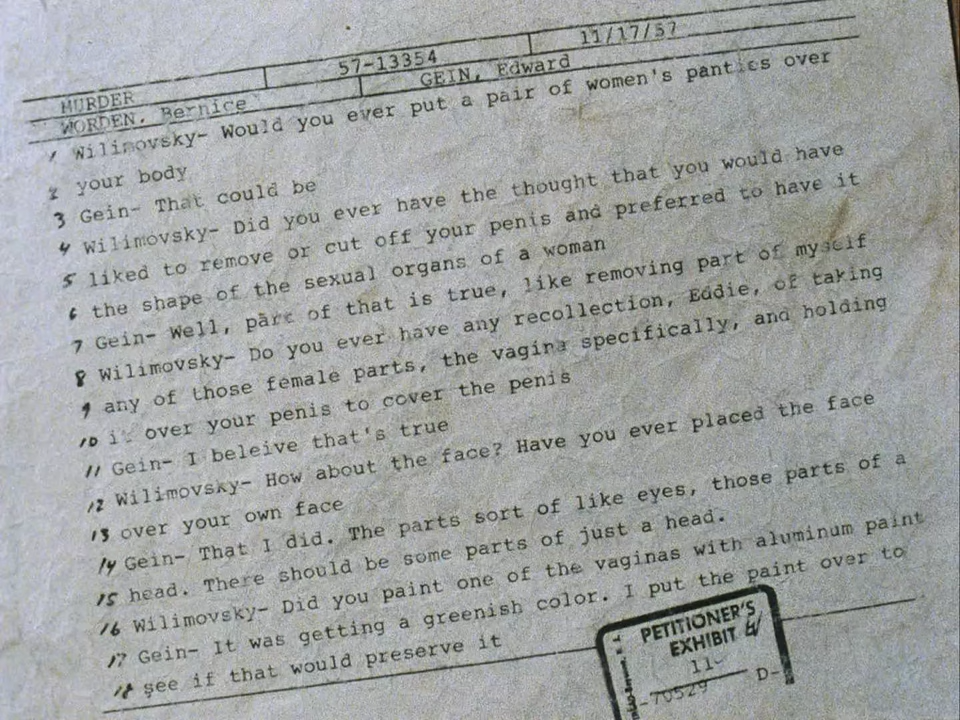 57-13354
11/17/57
MURDER
GEIN, Edward
WORDEN, Bernice
1 Wilimovsky- Would you ever put a pair of women's panties over
2 your body
3 Gein- That could be
4 Wilimovsky- Did you ever have the thought that you would have
5 liked to remove or cut off your penis and preferred to have it
6 the shape of the sexual organs of a woman
7 Gein- Well, part of that is true, like removing part of myself
8 Wilimovsky- Do you ever have any recollection, Eddie, of taking
9 any of those female parts, the vagina specifically, and holding
10 it over your penis to cover the penis
11 Gein- I beleive that's true
12 Wilimovsky- How about the face? Have you ever placed the face
13 over your own face
14 Gein- That I did. The parts sort of like eyes, those parts of a
15 head. There should be some parts of just a head.
16 Wilimovsky- Did you paint one of the vaginas with aluminum paint
17 Gein- It was getting a greenish color. I put the paint over to
18 see if that would preserve it
PETITIONER'S
EXHIBIT
11-
-70529
D-